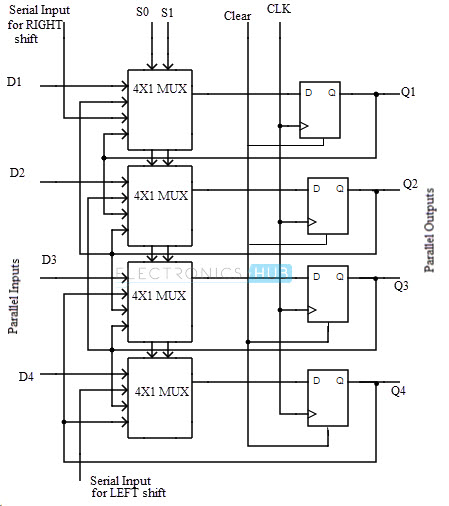 Serial Input
for RIGHT
shift
S0 S1
Clear
CLK
D1
4X1 MUX
D Q
Q1
D2
4X1 MUX
D Q
Q2
Parallel Inputs
D3
ELECTRONICS HUB
4X1 MUX
D Q
Q3
Parallel Outputs
D4
4X1 MUX
D Q
Q4
Serial Input
for LEFT shift